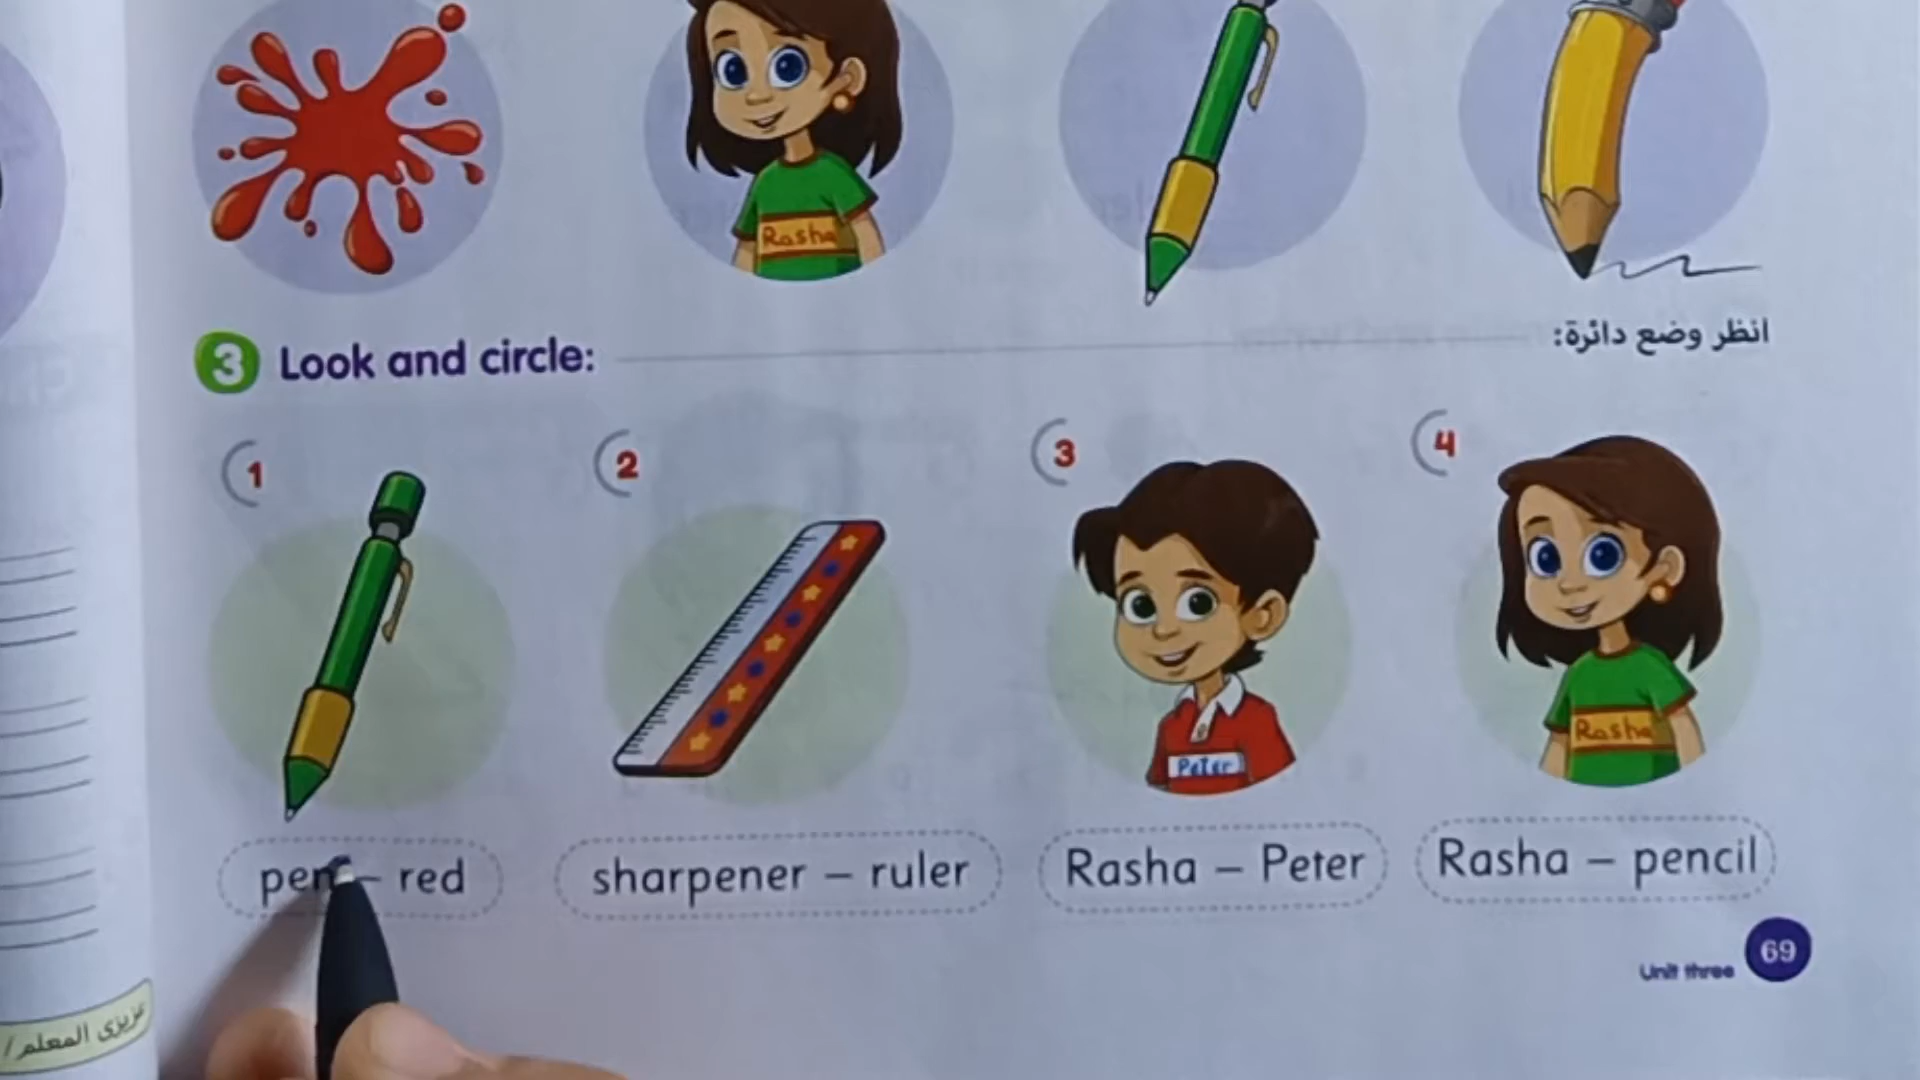 Rasha
3 Look and circle:
انظر وضع دائرة:
1
2
3
4
Peter
Rasha
pen – red
sharpener – ruler
Rasha – Peter
Rasha – pencil
Unit three 69
عزيزى المعلم /